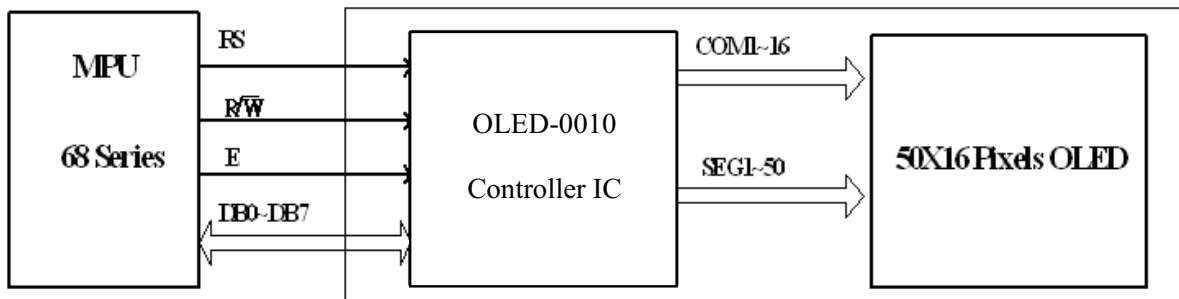 MPU
68 Series
RS
R/W̅
E
DB0~DB7
OLED-0010
Controller IC
COM1~16
SEG1~50
50X16 Pixels OLED